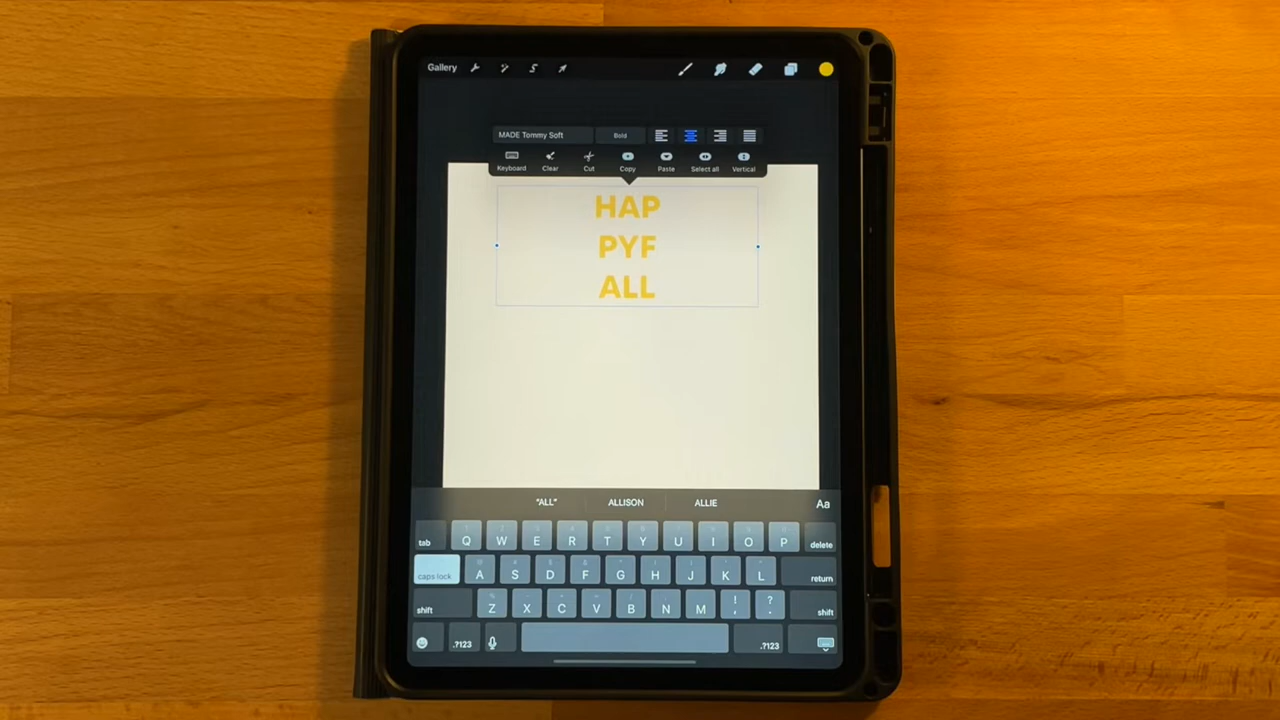 Gallery
MADE Tommy Soft Bold
Keyboard Clear Cut Copy Paste Select all Vertical
HAP
PYF
ALL
"ALL" ALLISON ALLIE Aa
tab Q W E R T Y U I O P delete
caps lock A S D F G H J K L return
shift Z X C V B N M ! , ? . shift
.?123 .?123